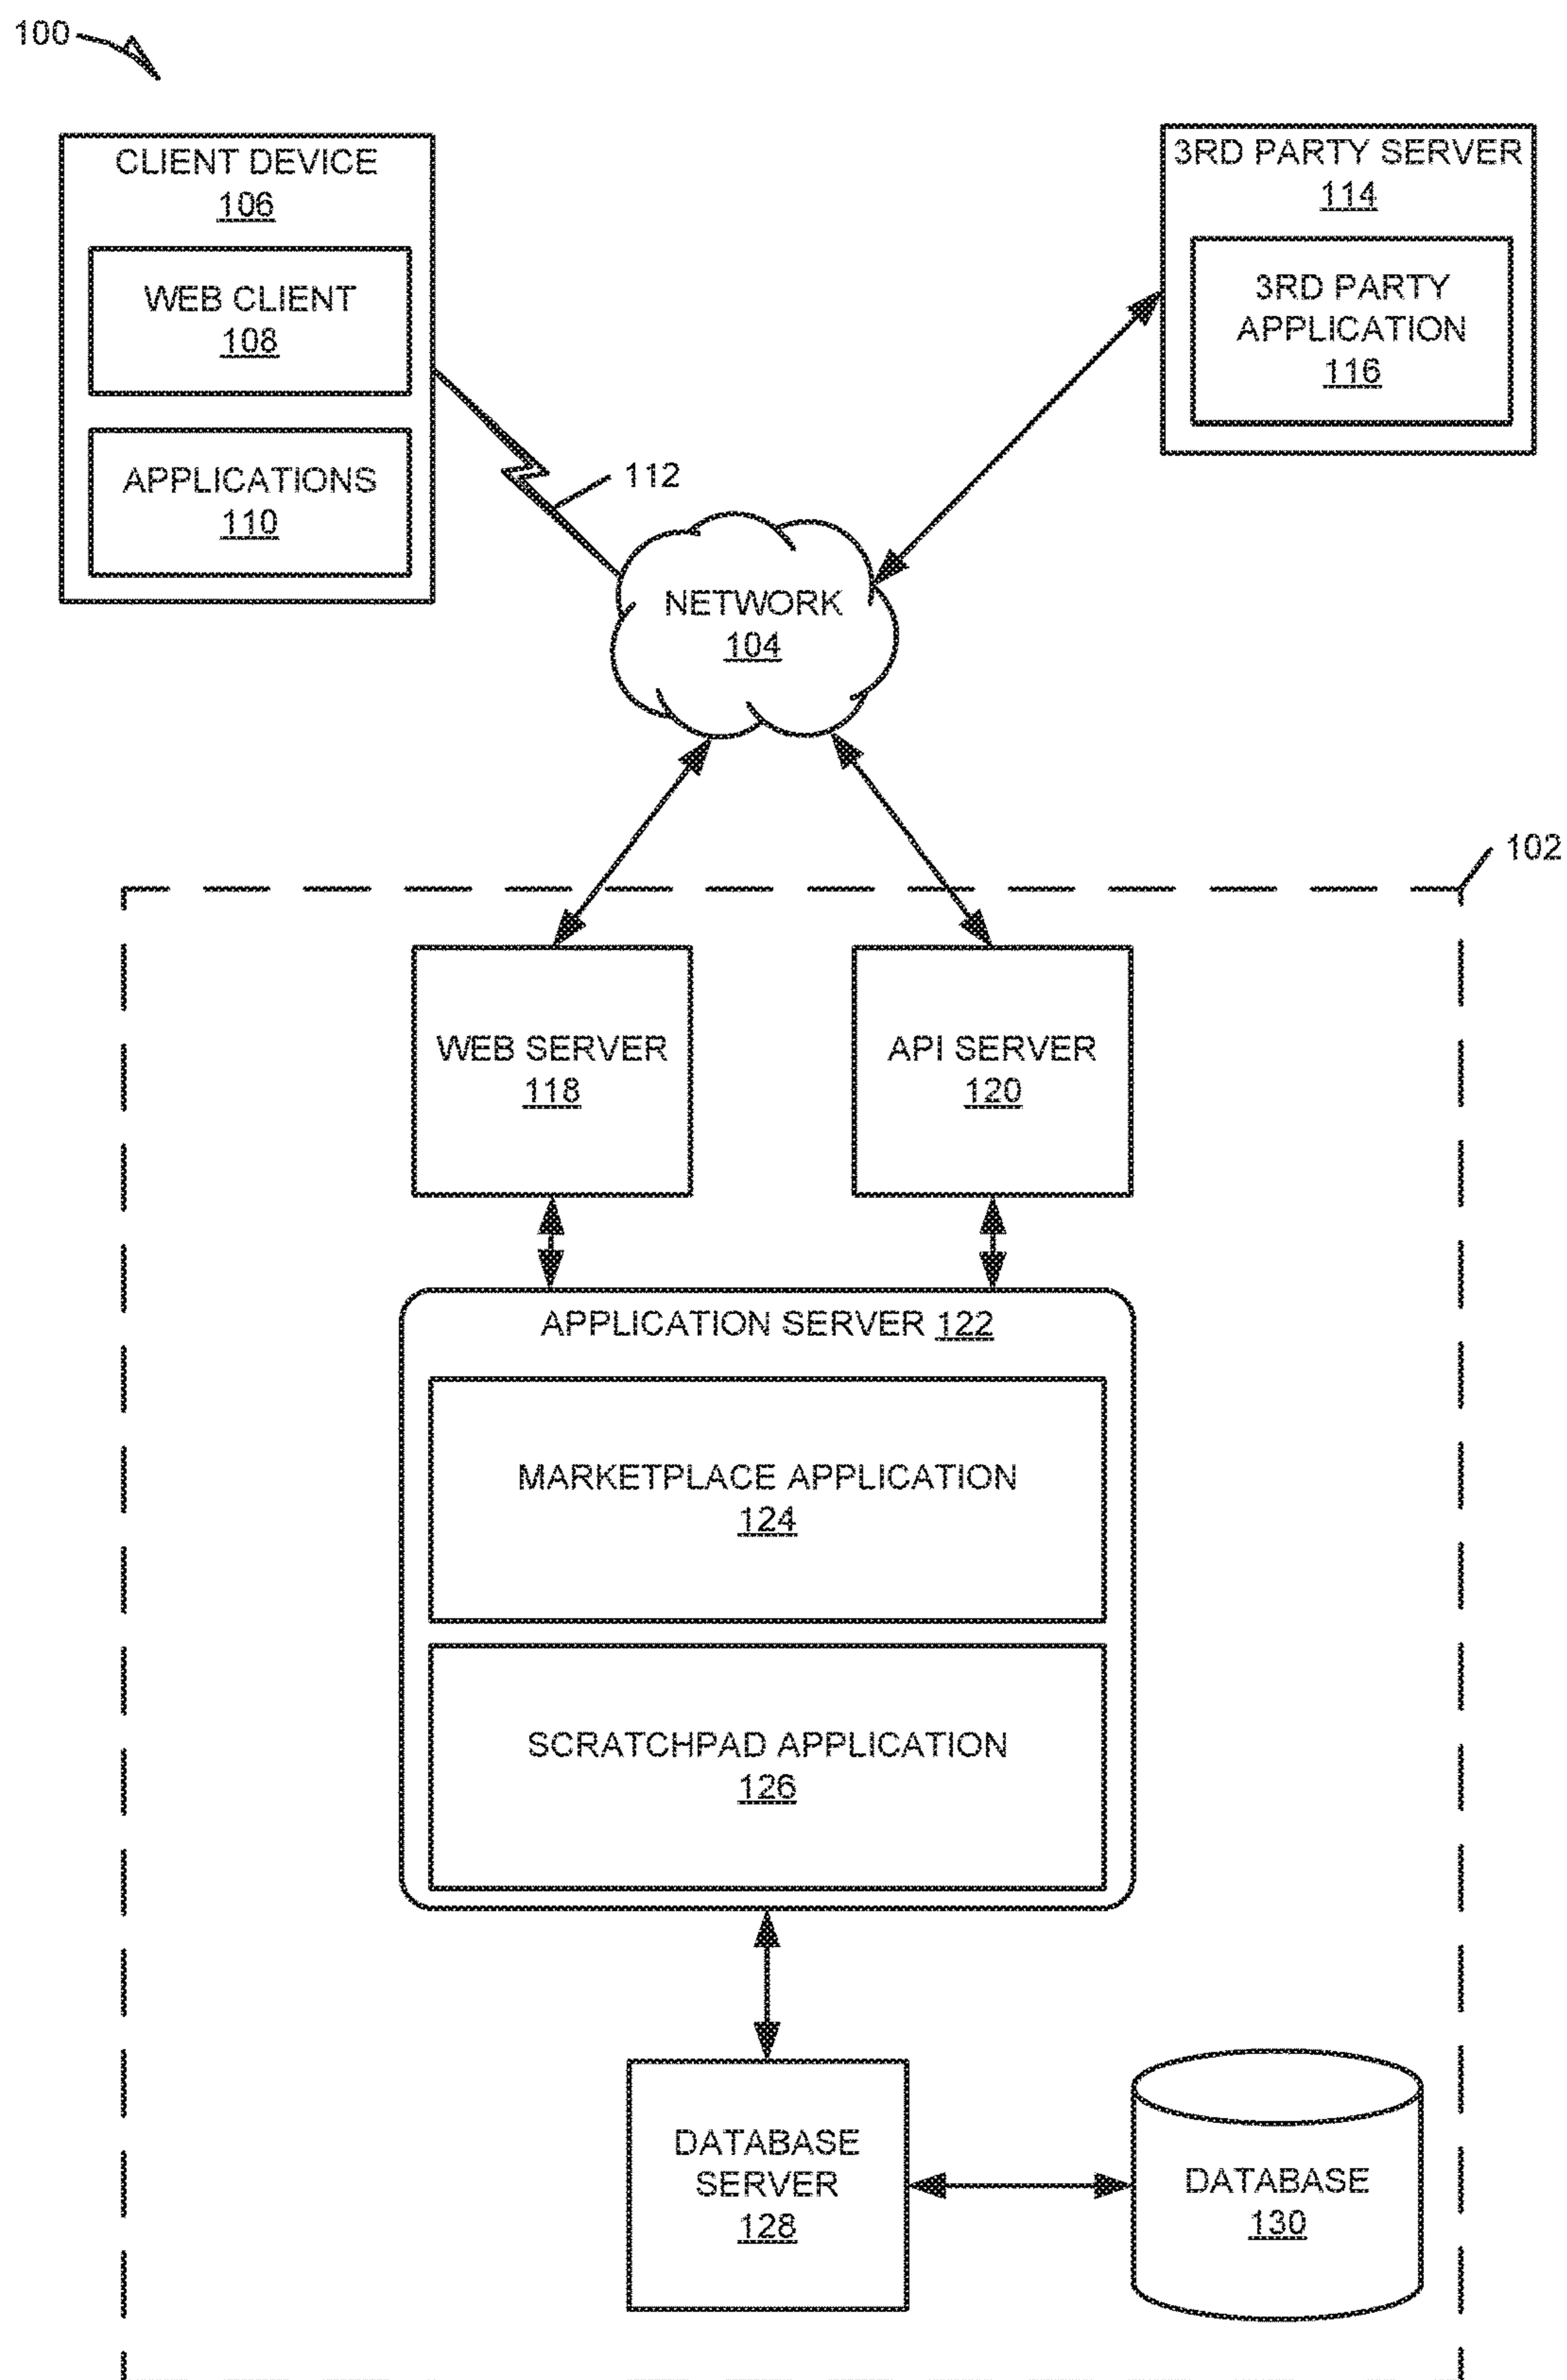 100
CLIENT DEVICE
106
WEB CLIENT
108
APPLICATIONS
110
3RD PARTY SERVER
114
3RD PARTY
APPLICATION
116
112
NETWORK
104
102
WEB SERVER
118
API SERVER
120
APPLICATION SERVER 122
MARKETPLACE APPLICATION
124
SCRATCHPAD APPLICATION
126
DATABASE
SERVER
128
DATABASE
130